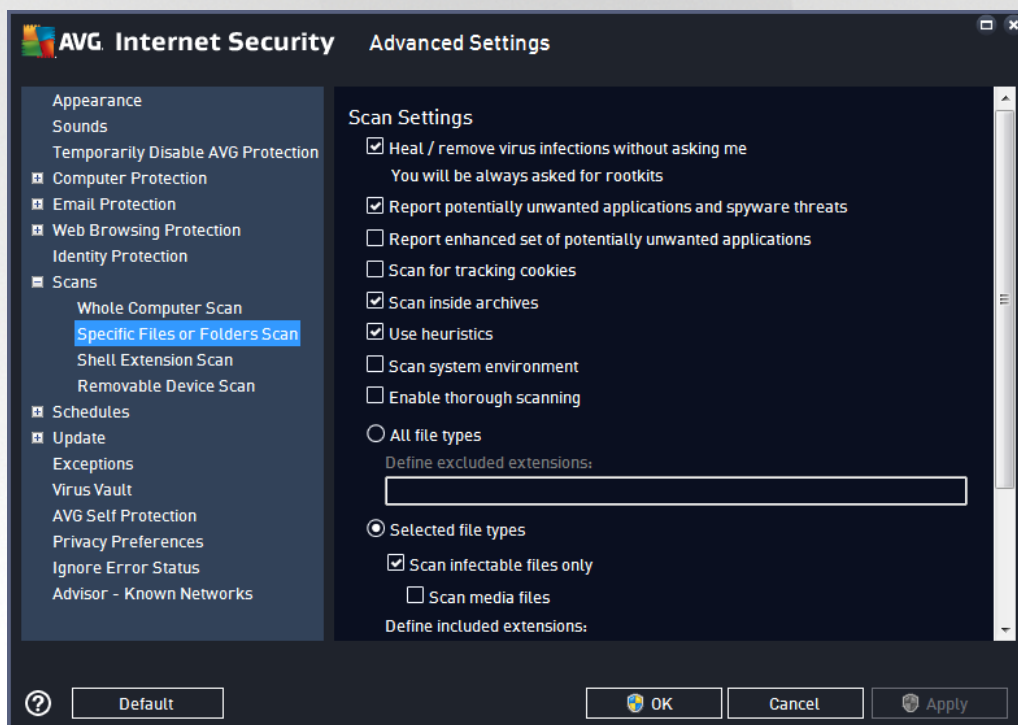 AVG. Internet Security Advanced Settings
Appearance
Sounds
Temporarily Disable AVG Protection
Computer Protection
Email Protection
Web Browsing Protection
Identity Protection
Scans
Whole Computer Scan
Specific Files or Folders Scan
Shell Extension Scan
Removable Device Scan
Schedules
Update
Exceptions
Virus Vault
AVG Self Protection
Privacy Preferences
Ignore Error Status
Advisor - Known Networks
Scan Settings
Heal / remove virus infections without asking me
You will be always asked for rootkits
Report potentially unwanted applications and spyware threats
Report enhanced set of potentially unwanted applications
Scan for tracking cookies
Scan inside archives
Use heuristics
Scan system environment
Enable thorough scanning
All file types
Define excluded extensions:
Selected file types
Scan infectable files only
Scan media files
Define included extensions:
? Default OK Cancel Apply